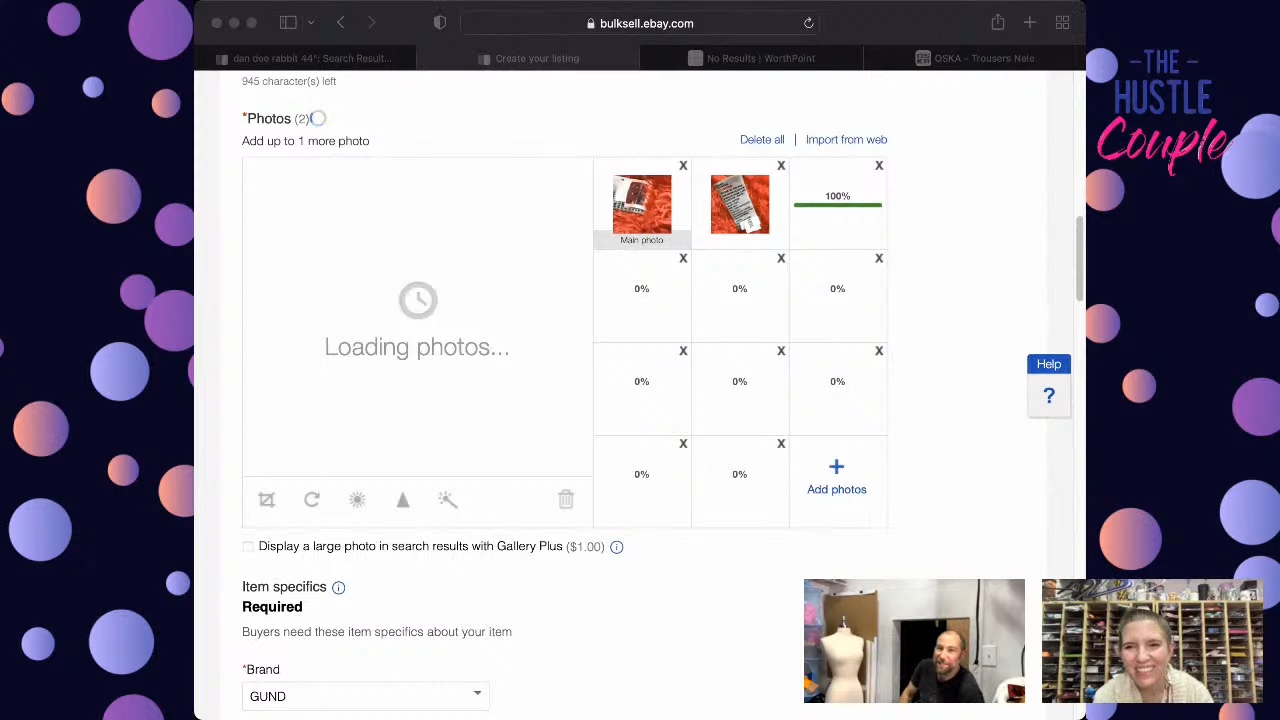 bulksell.ebay.com
dan dee rabbit 44": Search Result...
Create your listing
No Results | WorthPoint
OSKA – Trousers Nele
THE
HUSTLE
Couple
945 character(s) left
*Photos (2)
Add up to 1 more photo
Delete all | Import from web
X X X
100%
Main photo
X X X
0% 0% 0%
X X X
0% 0% 0%
X X
0% 0%
+
Add photos
Loading photos...
Help
?
Display a large photo in search results with Gallery Plus ($1.00)
Item specifics
Required
Buyers need these item specifics about your item
*Brand
GUND